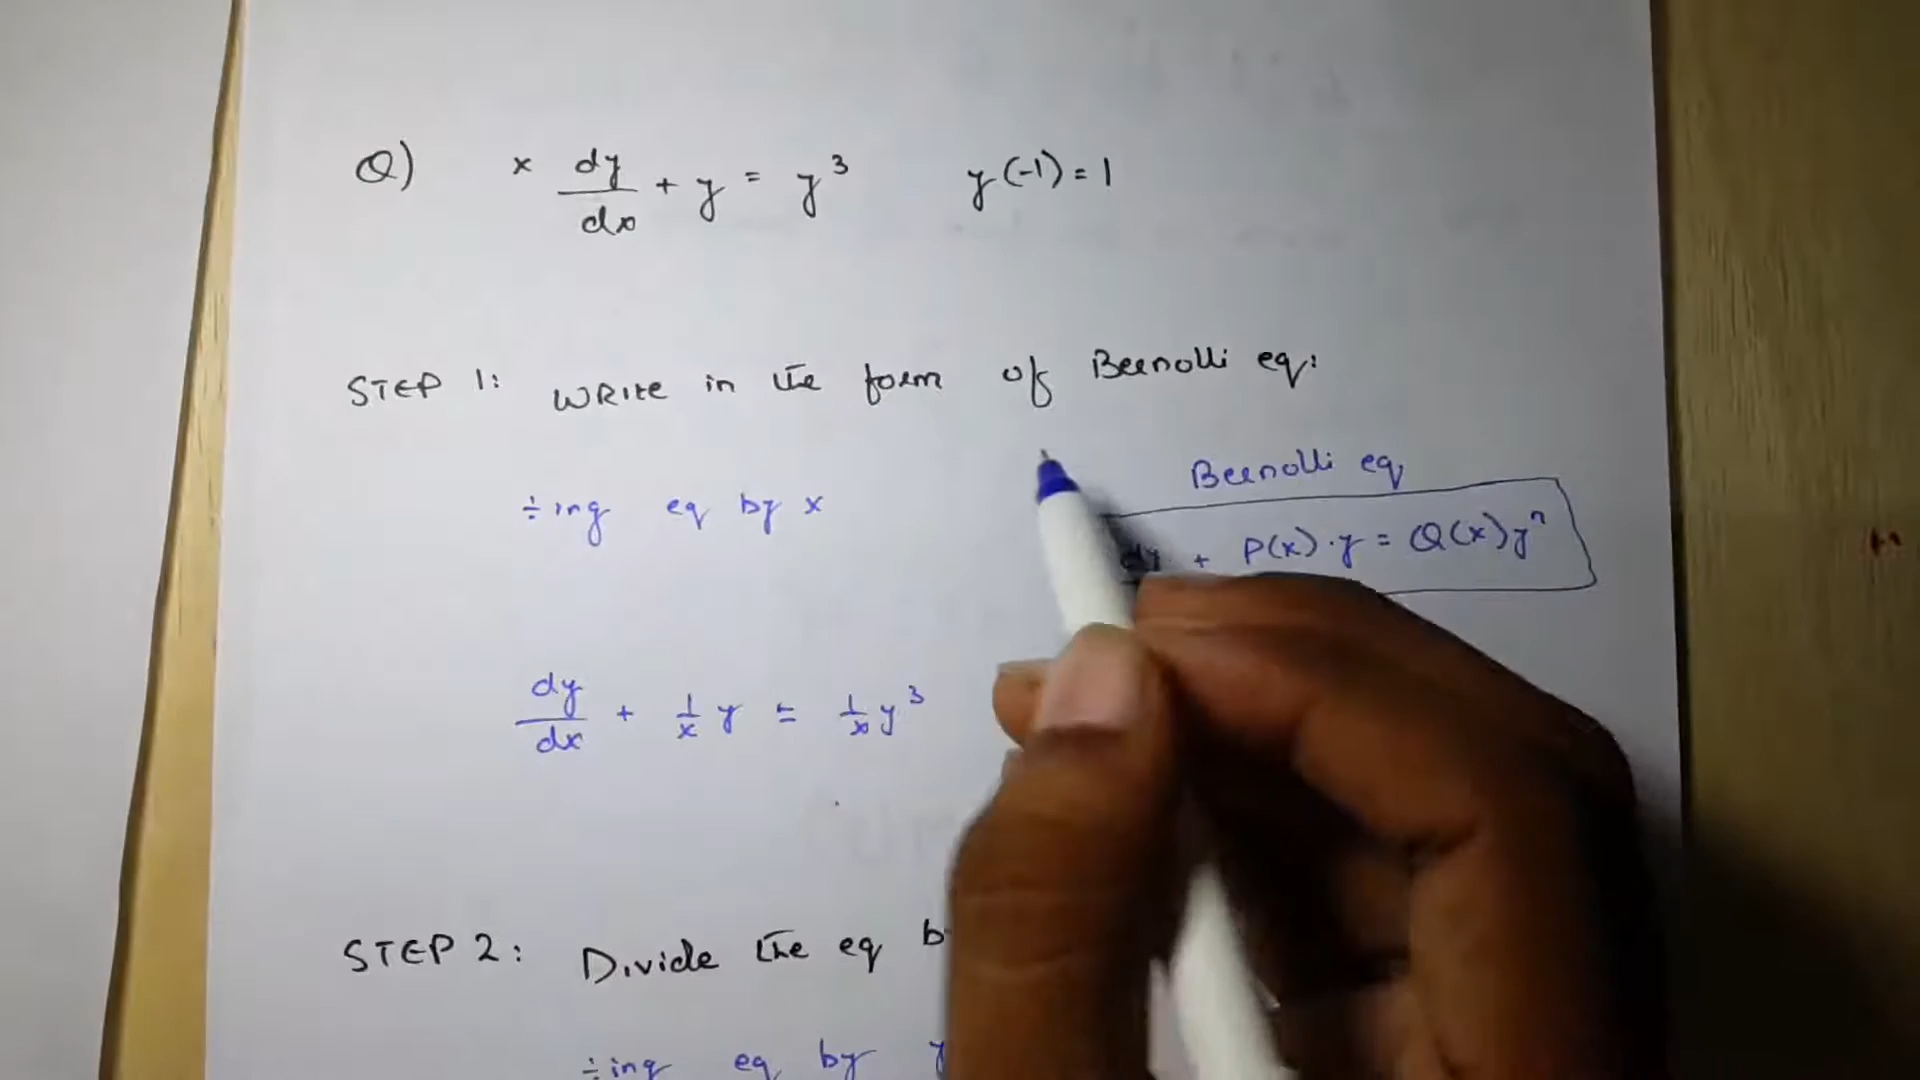 Q) x dy/dx + y = y³ y(-1) = 1
STEP 1: WRite in the form of Bernolli eq:
÷ing eq by x
Bernolli eq
dy + P(x)·y = Q(x)yⁿ
dy/dx + 1/x y = 1/x y³
STEP 2: Divide the eq
÷ing eq by y